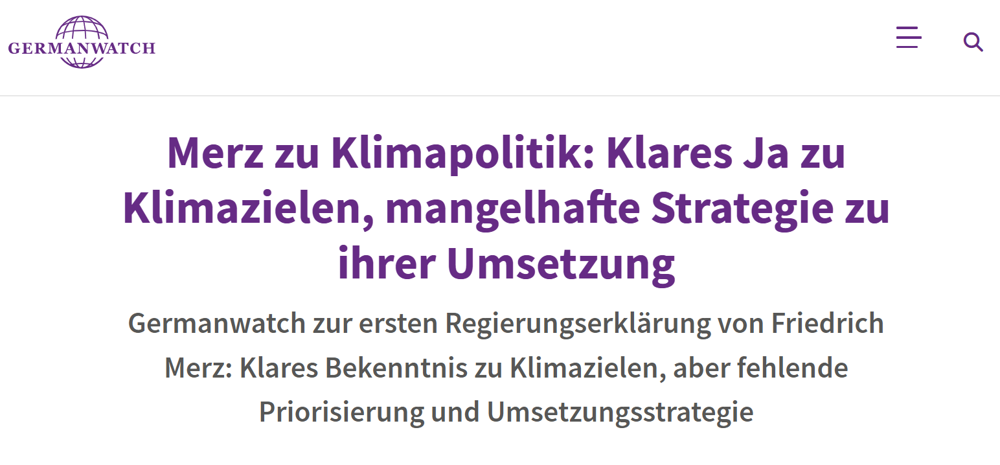 GERMANWATCH
Merz zu Klimapolitik: Klares Ja zu
Klimazielen, mangelhafte Strategie zu
ihrer Umsetzung
Germanwatch zur ersten Regierungserklärung von Friedrich
Merz: Klares Bekenntnis zu Klimazielen, aber fehlende
Priorisierung und Umsetzungsstrategie